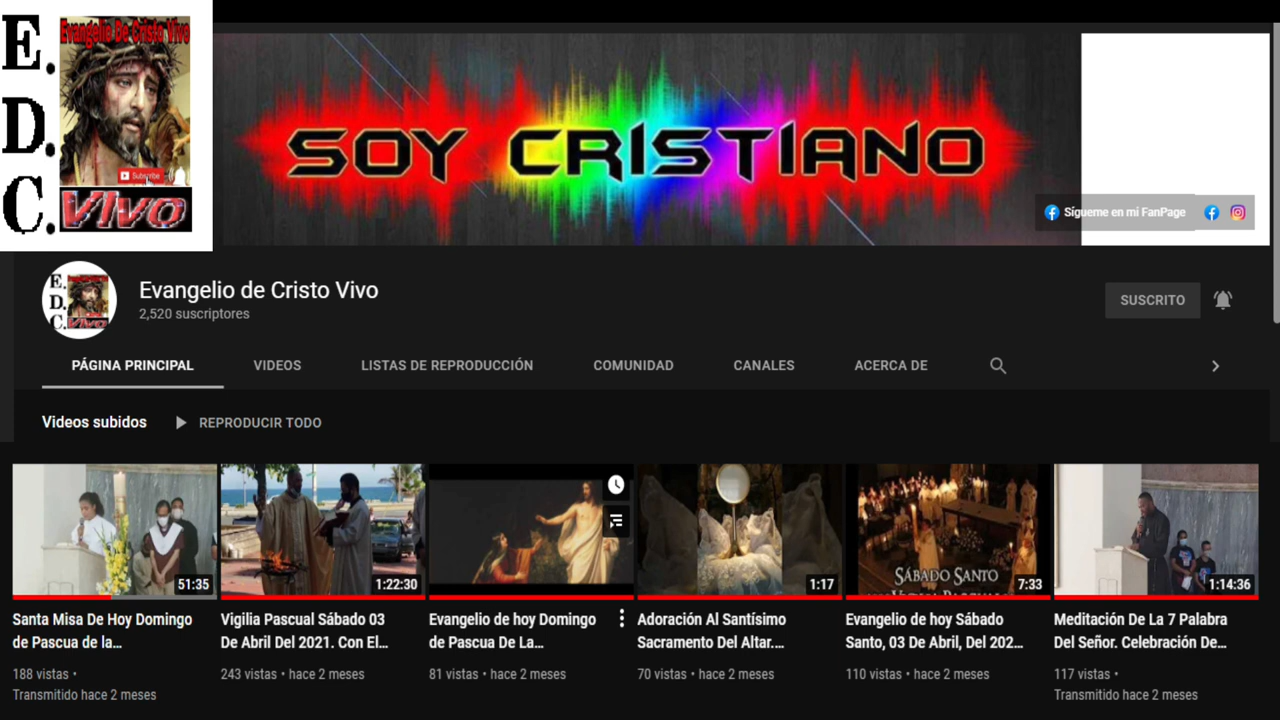 E.
D.
C.
Evangelio De Cristo Vivo
Subscribe
Vivo
SOY CRISTIANO
Sígueme en mi FanPage
Evangelio de Cristo Vivo
2,520 suscriptores
SUSCRITO
PÁGINA PRINCIPAL
VIDEOS
LISTAS DE REPRODUCCIÓN
COMUNIDAD
CANALES
ACERCA DE
Videos subidos
REPRODUCIR TODO
51:35
1:22:30
1:17
SÁBADO SANTO
7:33
1:14:36
Santa Misa De Hoy Domingo
de Pascua de la...
188 vistas •
Transmitido hace 2 meses
Vigilia Pascual Sábado 03
De Abril Del 2021. Con El...
243 vistas • hace 2 meses
Evangelio de hoy Domingo
de Pascua De La...
81 vistas • hace 2 meses
Adoración Al Santísimo
Sacramento Del Altar....
70 vistas • hace 2 meses
Evangelio de hoy Sábado
Santo, 03 De Abril, Del 202...
110 vistas • hace 2 meses
Meditación De La 7 Palabra
Del Señor. Celebración De...
117 vistas •
Transmitido hace 2 meses